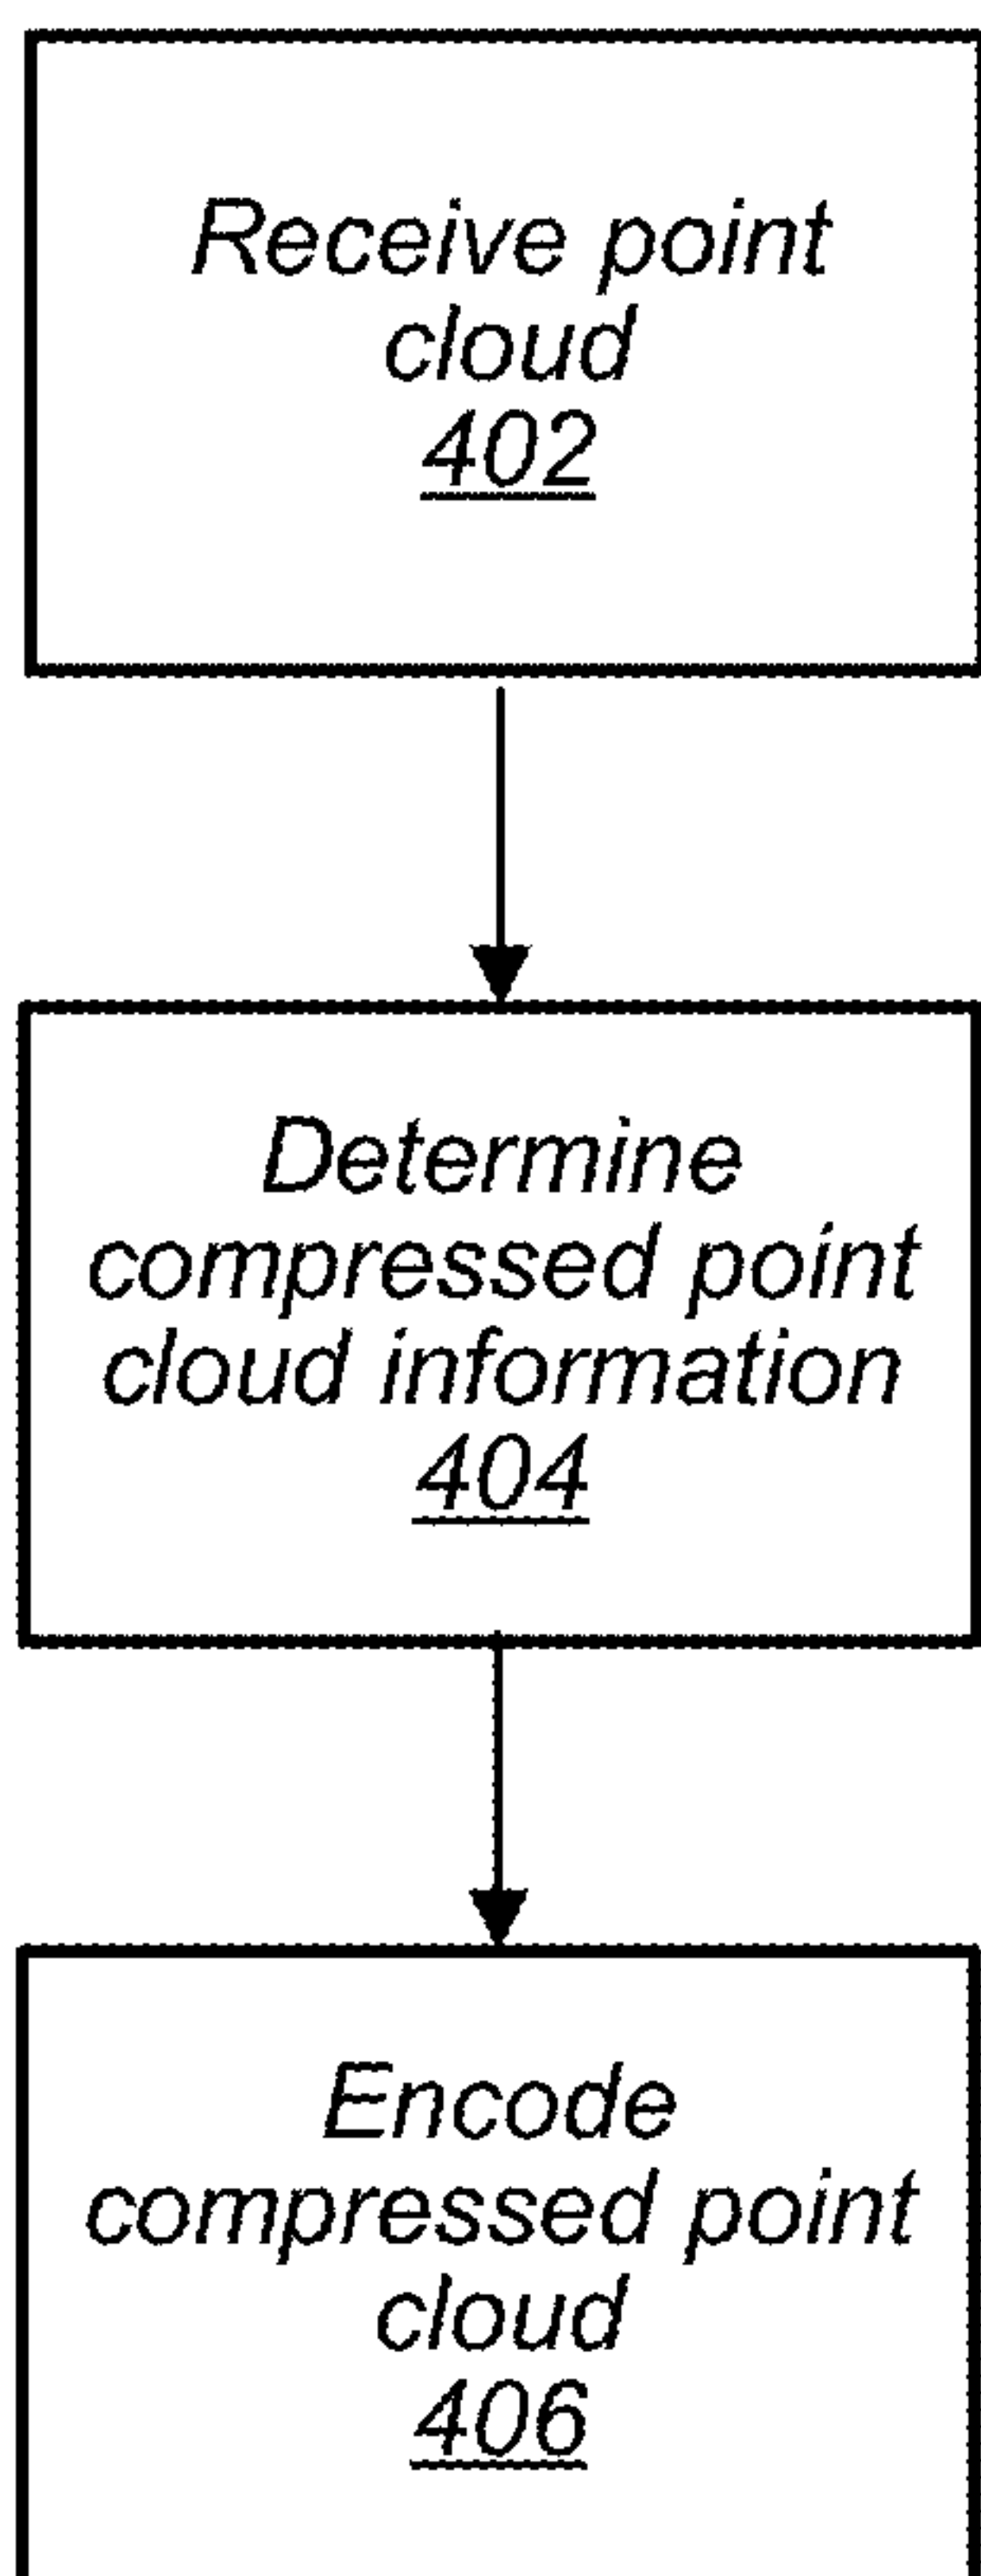 Receive point
cloud
402
Determine
compressed point
cloud information
404
Encode
compressed point
cloud
406